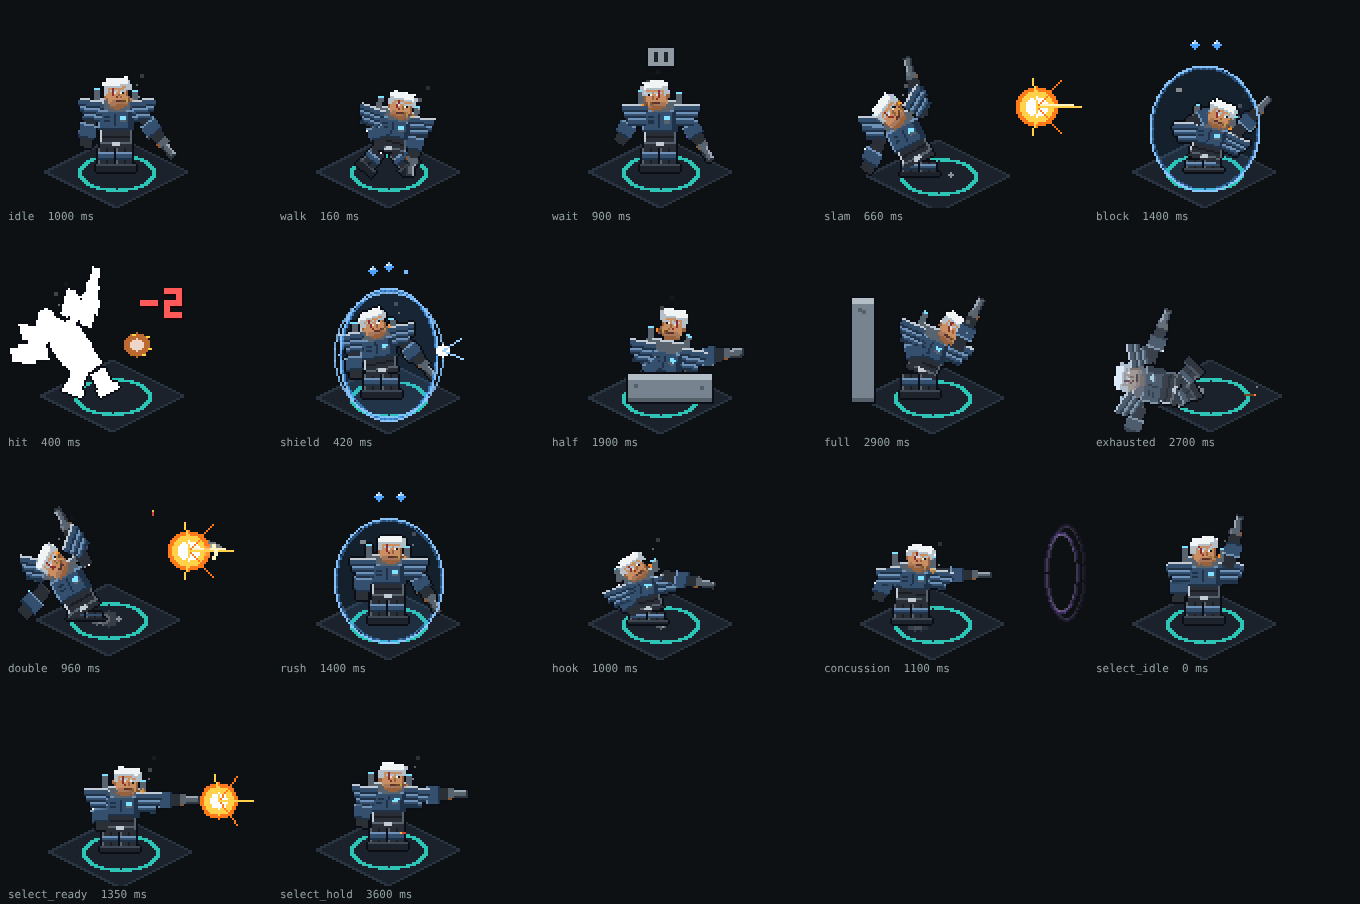 idle 1000 ms
walk 160 ms
wait 900 ms
slam 660 ms
block 1400 ms
-2
hit 400 ms
shield 420 ms
half 1900 ms
full 2900 ms
exhausted 2700 ms
double 960 ms
rush 1400 ms
hook 1000 ms
concussion 1100 ms
select_idle 0 ms
select_ready 1350 ms
select_hold 3600 ms